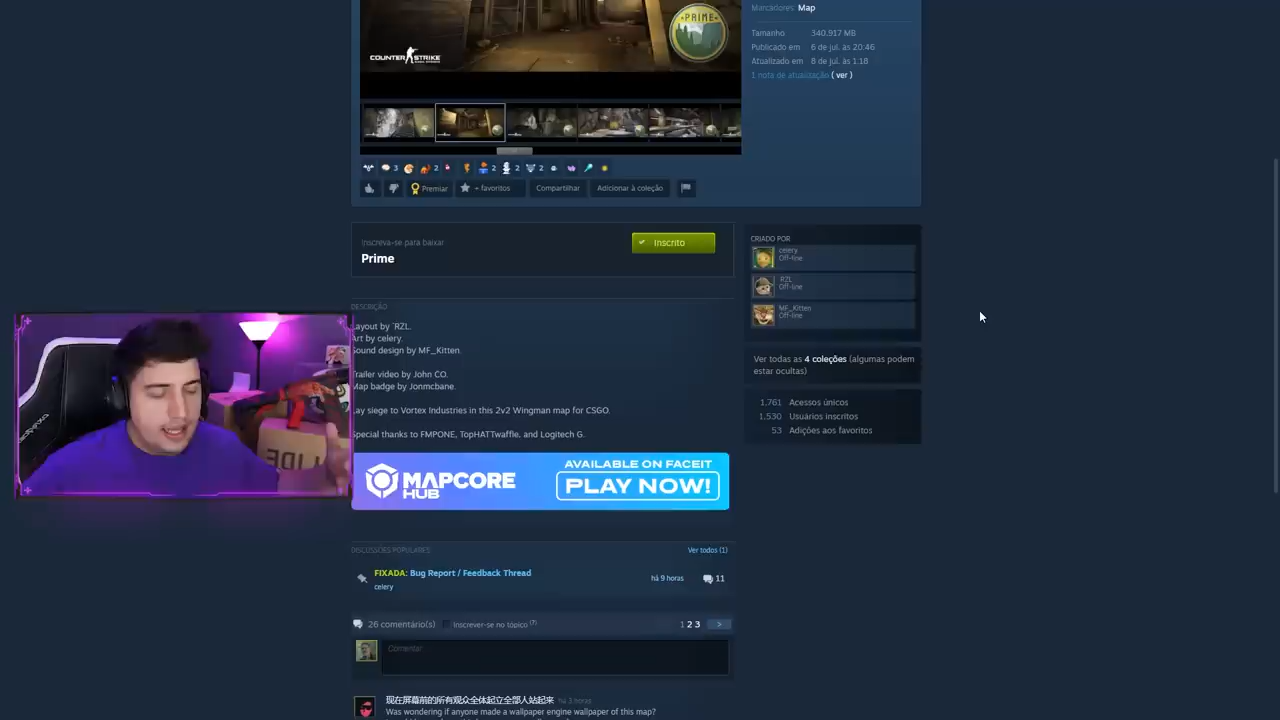 Marcadores: Map
PRIME
COUNTER STRIKE
Tamanho 340.917 MB
Publicado em 6 de jul. às 20:46
Atualizado em 8 de jul. às 1:18
1 nota de atualização ( ver )
3 2 2 2 2
Premiar + favoritos Compartilhar Adicionar à coleção
Inscreva-se para baixar
Prime
Inscrito
CRIADO POR
celery
Off-line
RZL
Off-line
MF_Kitten
Off-line
Ver todas as 4 coleções (algumas podem
estar ocultas)
1,761 Acessos únicos
1,530 Usuários inscritos
53 Adições aos favoritos
DESCRIÇÃO
Layout by `RZL.
Art by celery.
Sound design by MF_Kitten.
Trailer video by John CO.
Map badge by Jonmcbane.
Lay siege to Vortex Industries in this 2v2 Wingman map for CSGO.
Special thanks to FMPONE, TopHATTwaffle, and Logitech G.
MAPCORE
HUB
AVAILABLE ON FACEIT
PLAY NOW!
DISCUSSÕES POPULARES Ver todos (1)
FIXADA: Bug Report / Feedback Thread
celery
há 9 horas 11
26 comentário(s) Inscrever-se no tópico (?) 1 2 3 >
Comentar
现在屏幕前的所有观众全体起立全部人站起来 há 3 horas
Was wondering if anyone made a wallpaper engine wallpaper of this map?